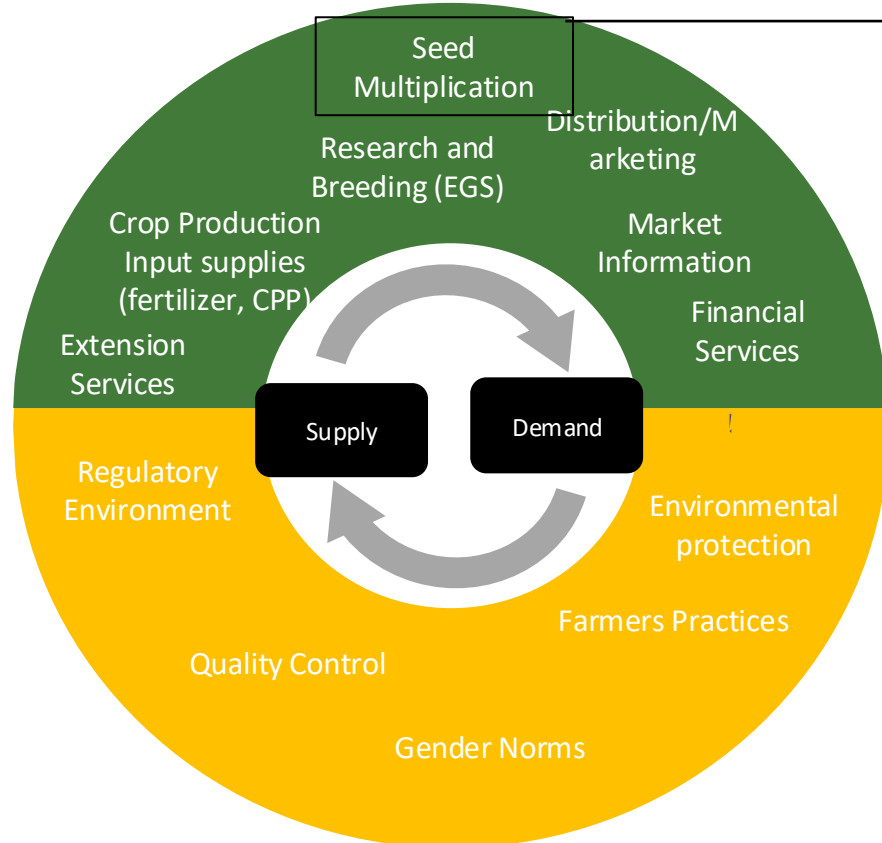 Seed
Multiplication
Distribution/M
arketing
Research and
Breeding (EGS)
Crop Production
Input supplies
(fertilizer, CPP)
Market
Information
Financial
Services
Extension
Services
Supply
Demand
!
Regulatory
Environment
Environmental
protection
Farmers Practices
Quality Control
Gender Norms